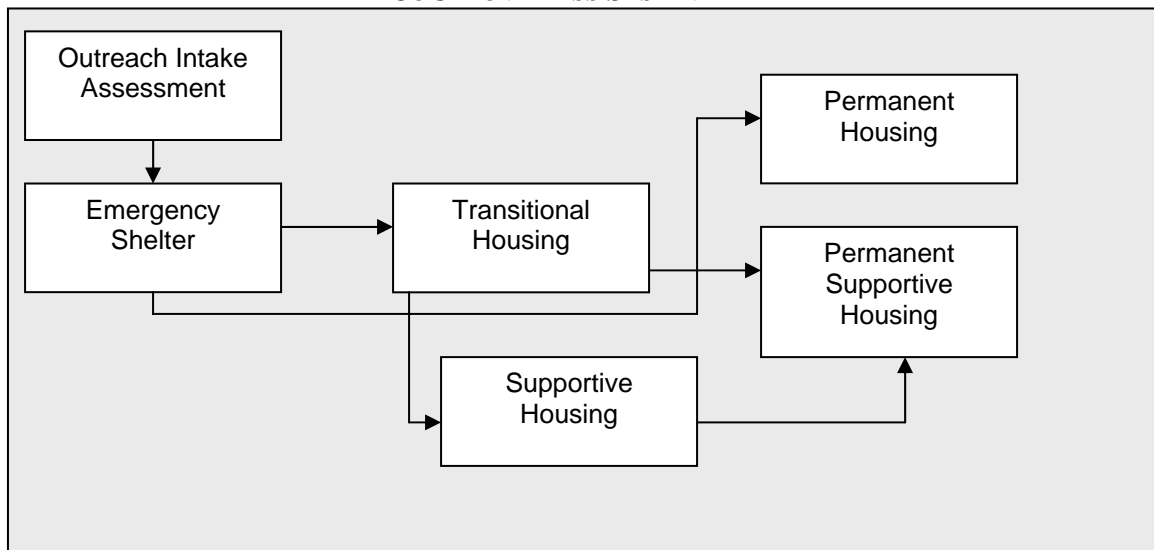 Outreach Intake
Assessment
Permanent
Housing
Emergency
Shelter
Transitional
Housing
Permanent
Supportive
Housing
Supportive
Housing